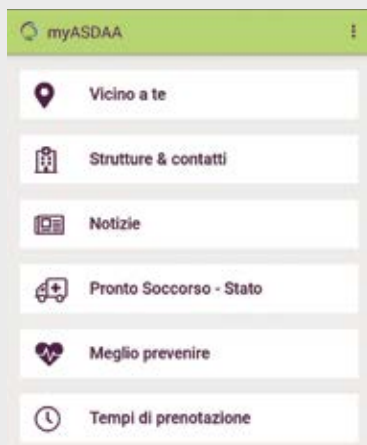 myASDAA
Vicino a te
Strutture & contatti
Notizie
Pronto Soccorso - Stato
Meglio prevenire
Tempi di prenotazione